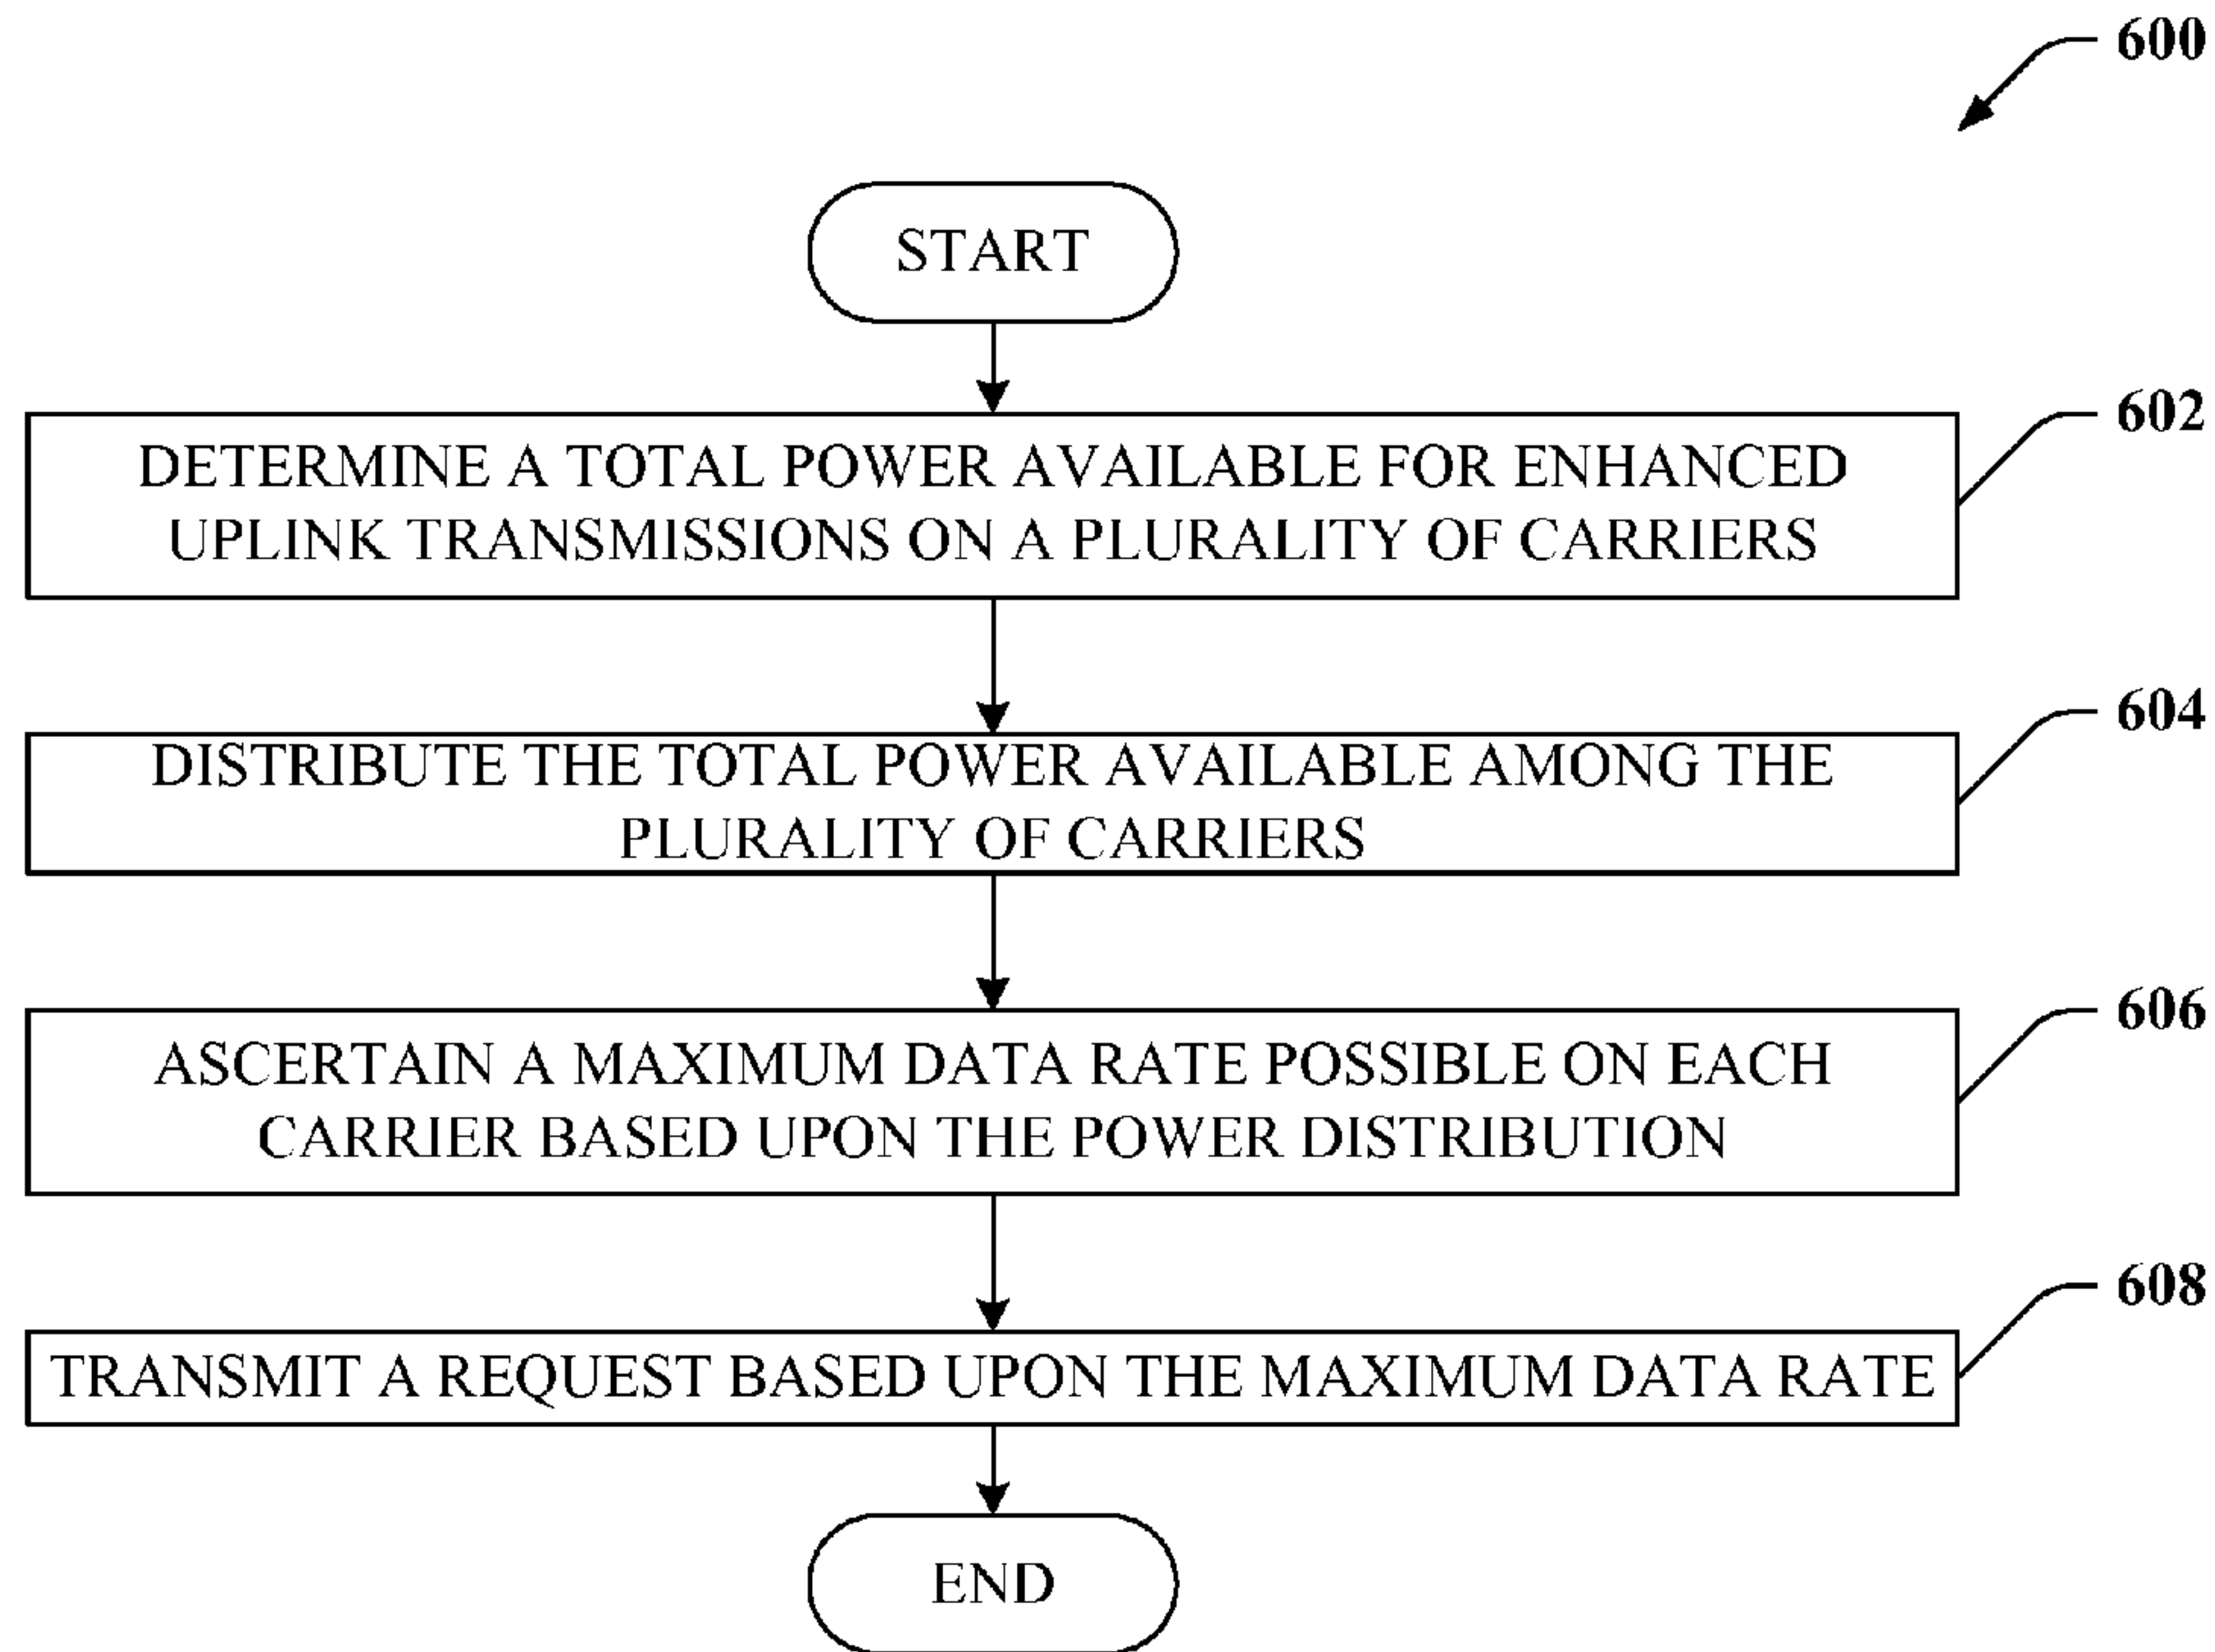 600
START
602
DETERMINE A TOTAL POWER AVAILABLE FOR ENHANCED
UPLINK TRANSMISSIONS ON A PLURALITY OF CARRIERS
604
DISTRIBUTE THE TOTAL POWER AVAILABLE AMONG THE
PLURALITY OF CARRIERS
606
ASCERTAIN A MAXIMUM DATA RATE POSSIBLE ON EACH
CARRIER BASED UPON THE POWER DISTRIBUTION
608
TRANSMIT A REQUEST BASED UPON THE MAXIMUM DATA RATE
END